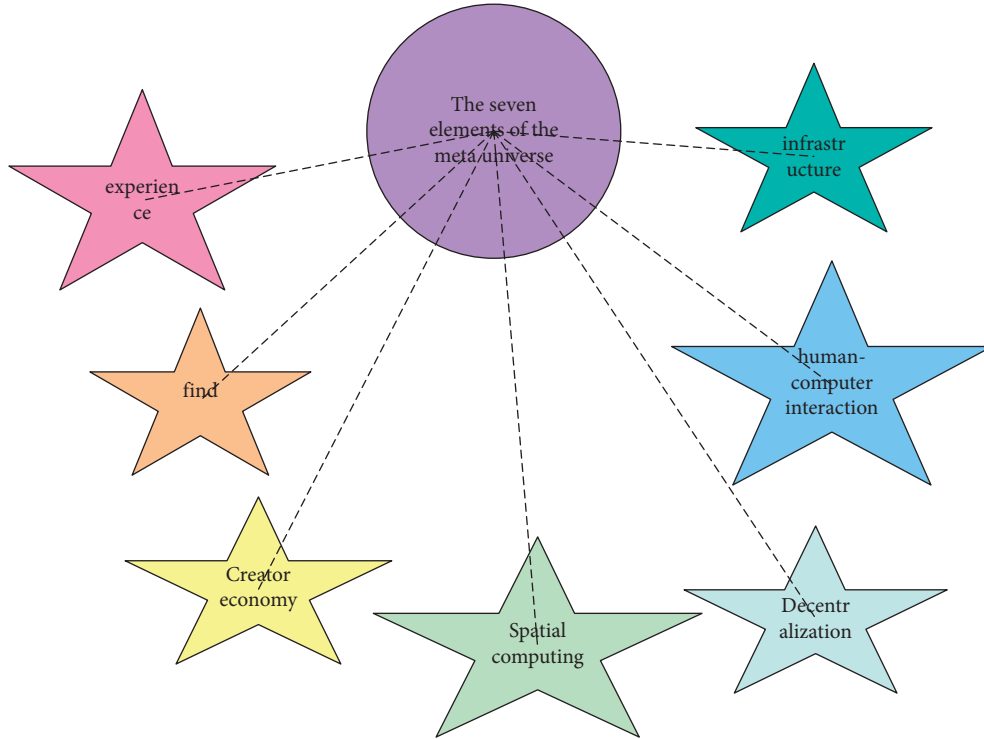 The seven
elements of the
meta universe
infrastr
ucture
experien
ce
human-
computer
interaction
find
Creator
economy
Spatial
computing
Decentr
alization